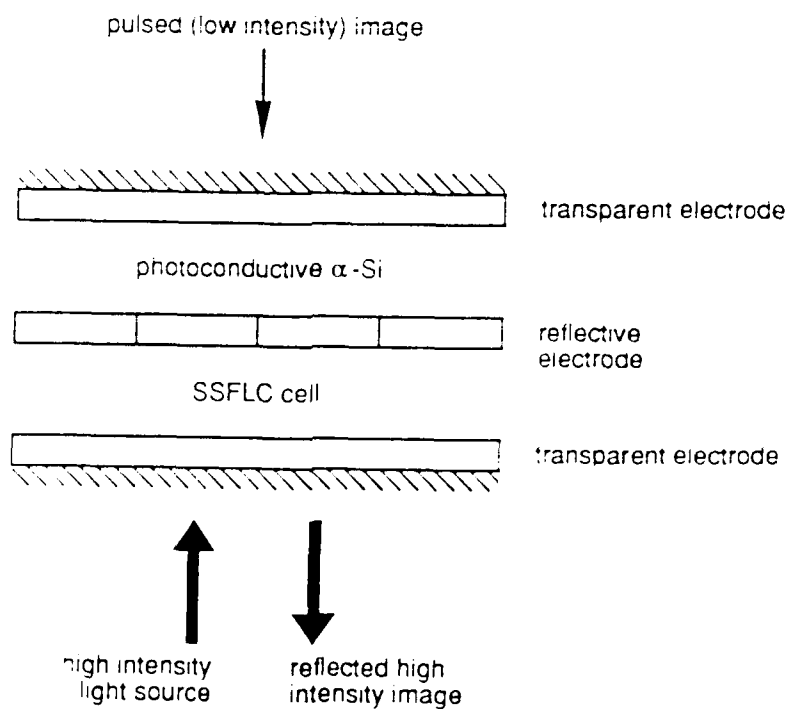 pulsed (low intensity) image
transparent electrode
photoconductive α-Si
reflective
electrode
SSFLC cell
transparent electrode
high intensity
light source
reflected high
intensity image